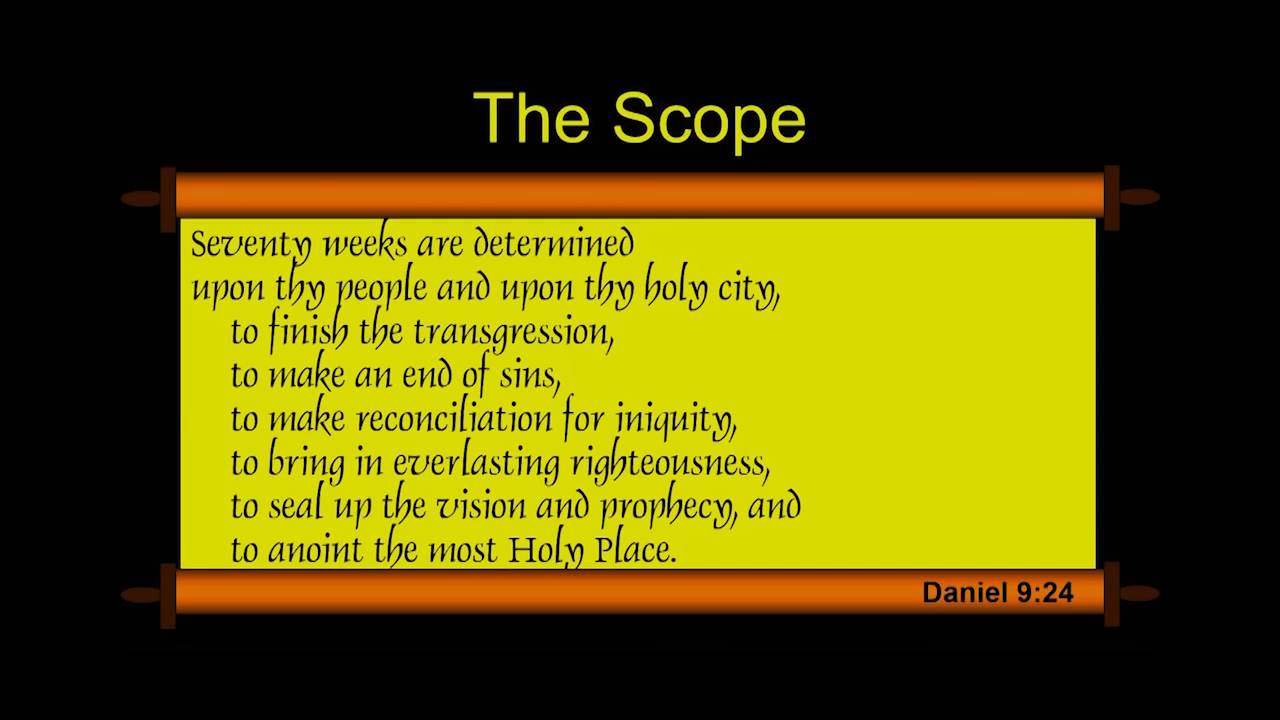 The Scope
Seventy weeks are determined
upon thy people and upon thy holy city,
to finish the transgression,
to make an end of sins,
to make reconciliation for iniquity,
to bring in everlasting righteousness,
to seal up the vision and prophecy, and
to anoint the most Holy Place.
Daniel 9:24